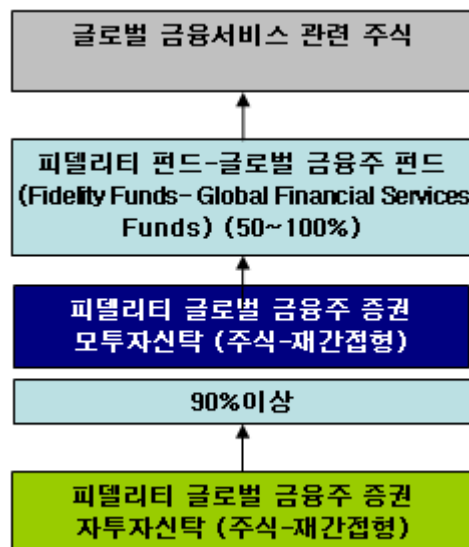 글로벌 금융서비스 관련 주식
피델리티 펀드-글로벌 금융주 펀드
(Fidelity Funds- Global Financial Services
Funds) (50~100%)
피델리티 글로벌 금융주 증권
모투자신탁 (주식-재간접형)
90%이상
피델리티 글로벌 금융주 증권
자투자신탁 (주식-재간접형)